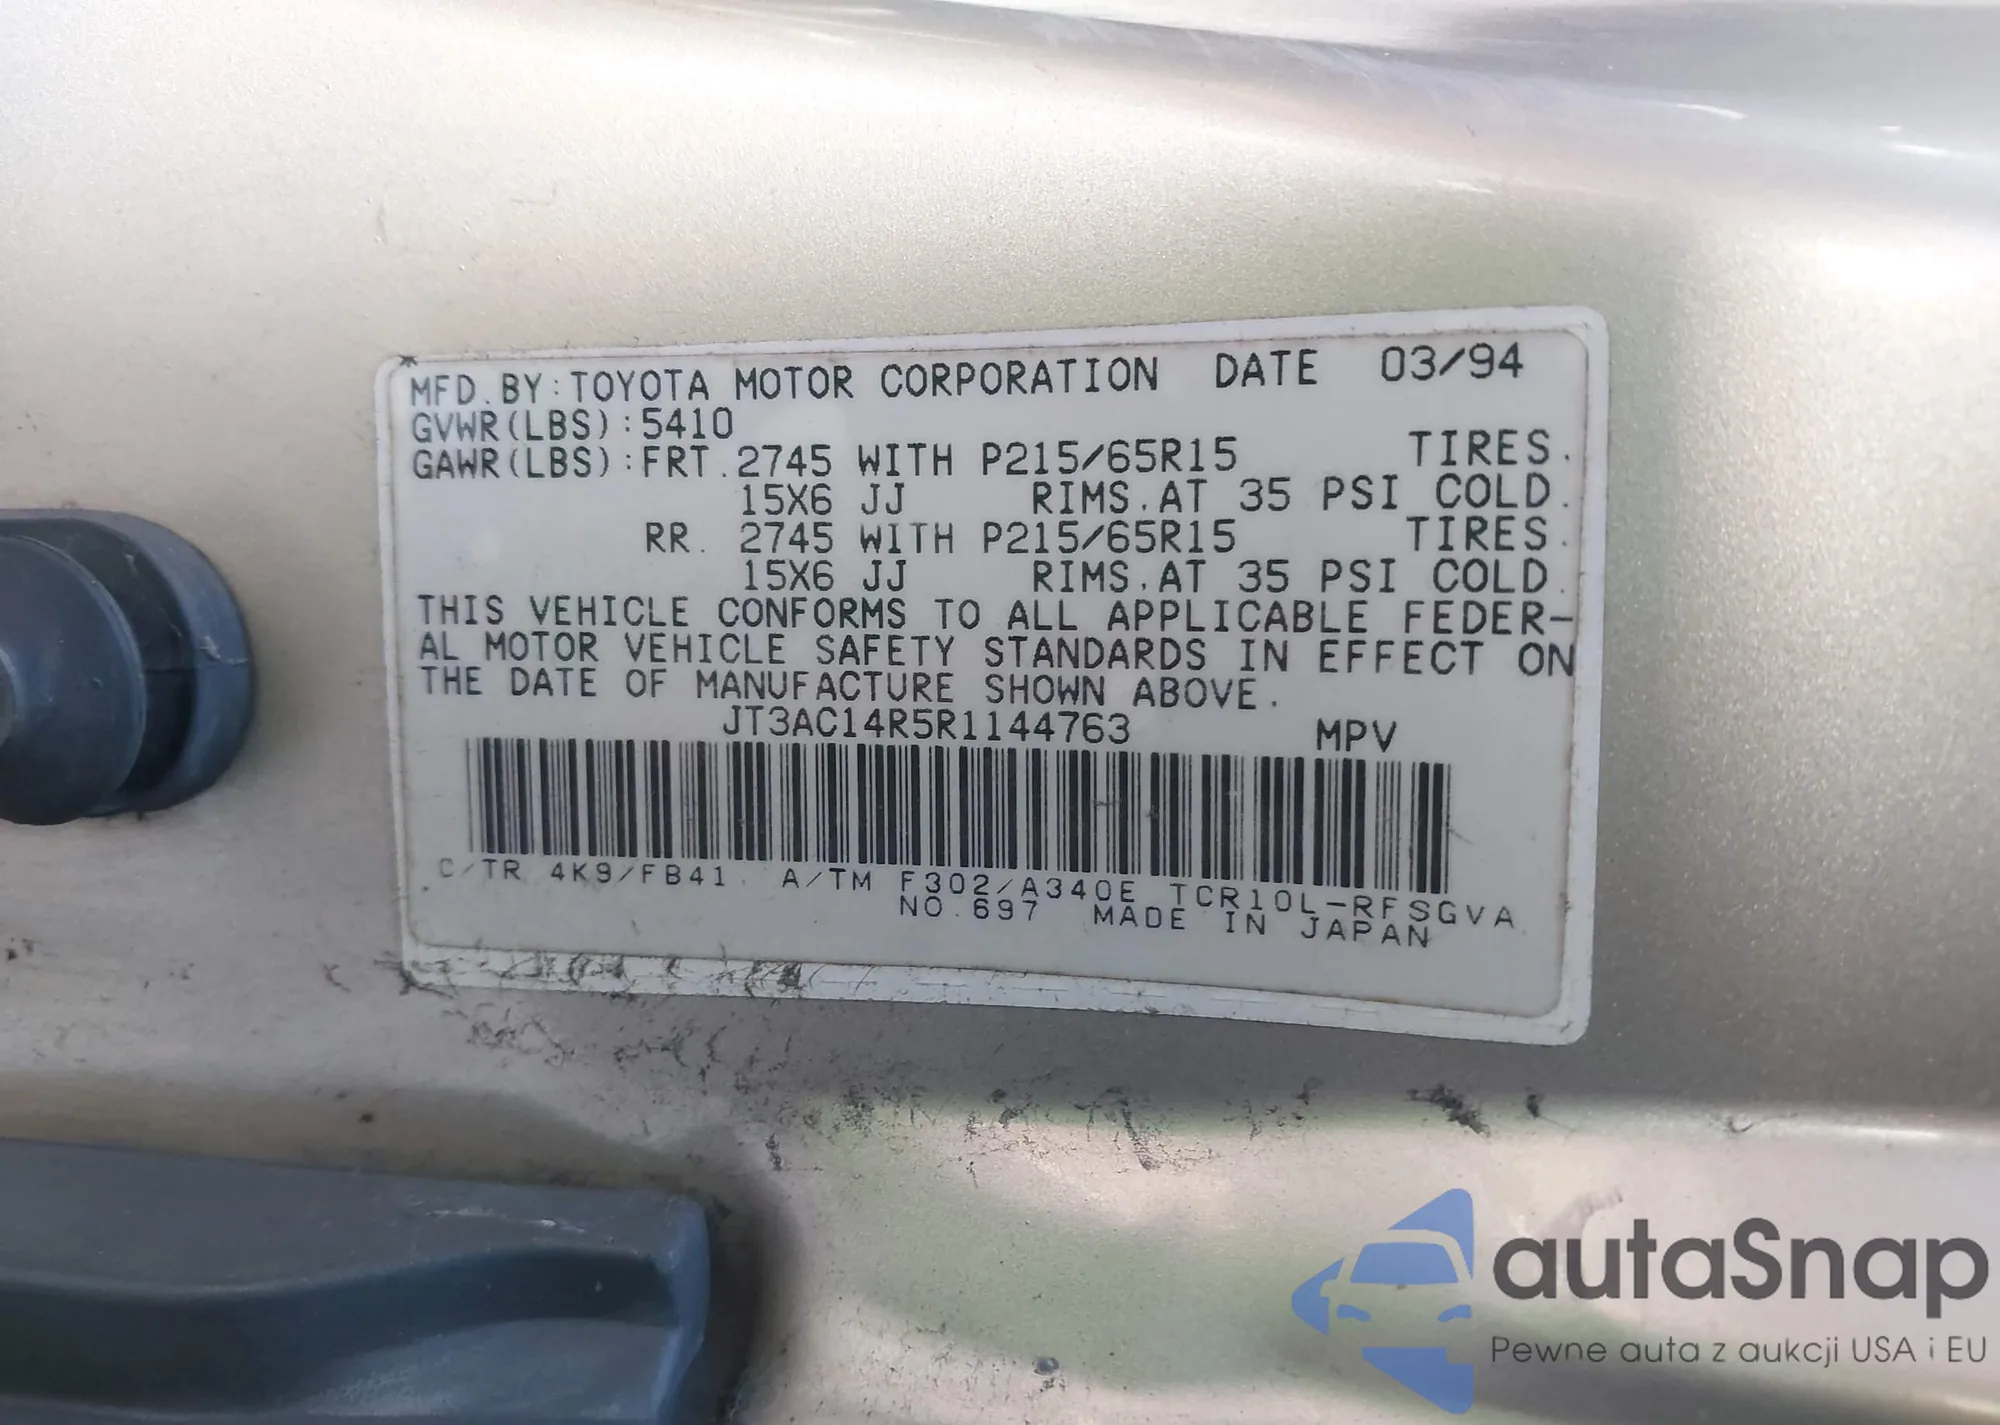 MFD. BY: TOYOTA MOTOR CORPORATION DATE 03/94
GVWR(LBS):5410
GAWR(LBS):FRT.2745 WITH P215/65R15 TIRES.
15X6 JJ RIMS.AT 35 PSI COLD.
RR. 2745 WITH P215/65R15 TIRES.
15X6 JJ RIMS.AT 35 PSI COLD.
THIS VEHICLE CONFORMS TO ALL APPLICABLE FEDER-
AL MOTOR VEHICLE SAFETY STANDARDS IN EFFECT ON
THE DATE OF MANUFACTURE SHOWN ABOVE.
JT3AC14R5R1144763 MPV
C/TR 4K9/FB41. A/TM F302/A340E TCR10L-RFSGVA
NO.697 MADE IN JAPAN
autaSnap
Pewne auta z aukcji USA i EU